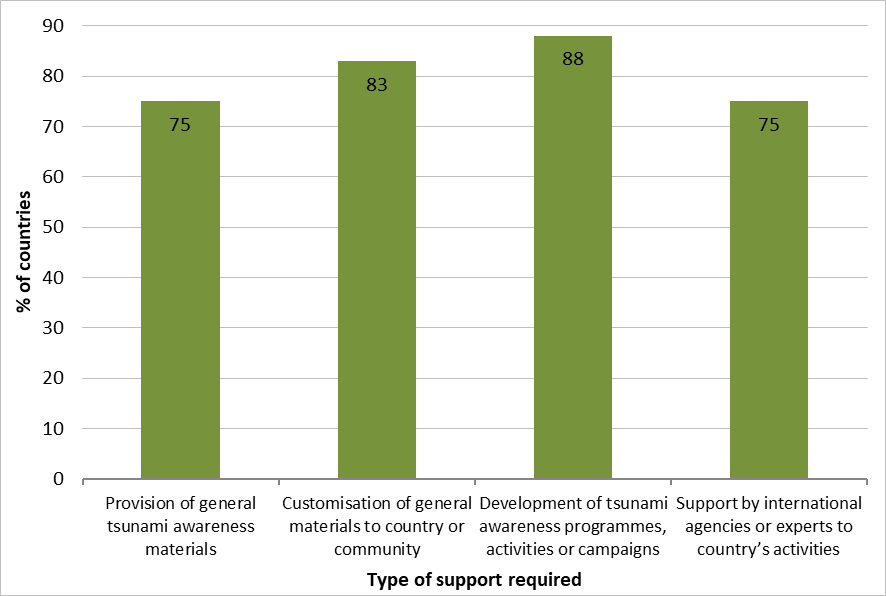 90
80
70
60
50
40
30
20
10
0
% of countries
75
83
88
75
Provision of general
tsunami awareness
materials
Customisation of general
materials to country or
community
Development of tsunami
awareness programmes,
activities or campaigns
Support by international
agencies or experts to
country’s activities
Type of support required